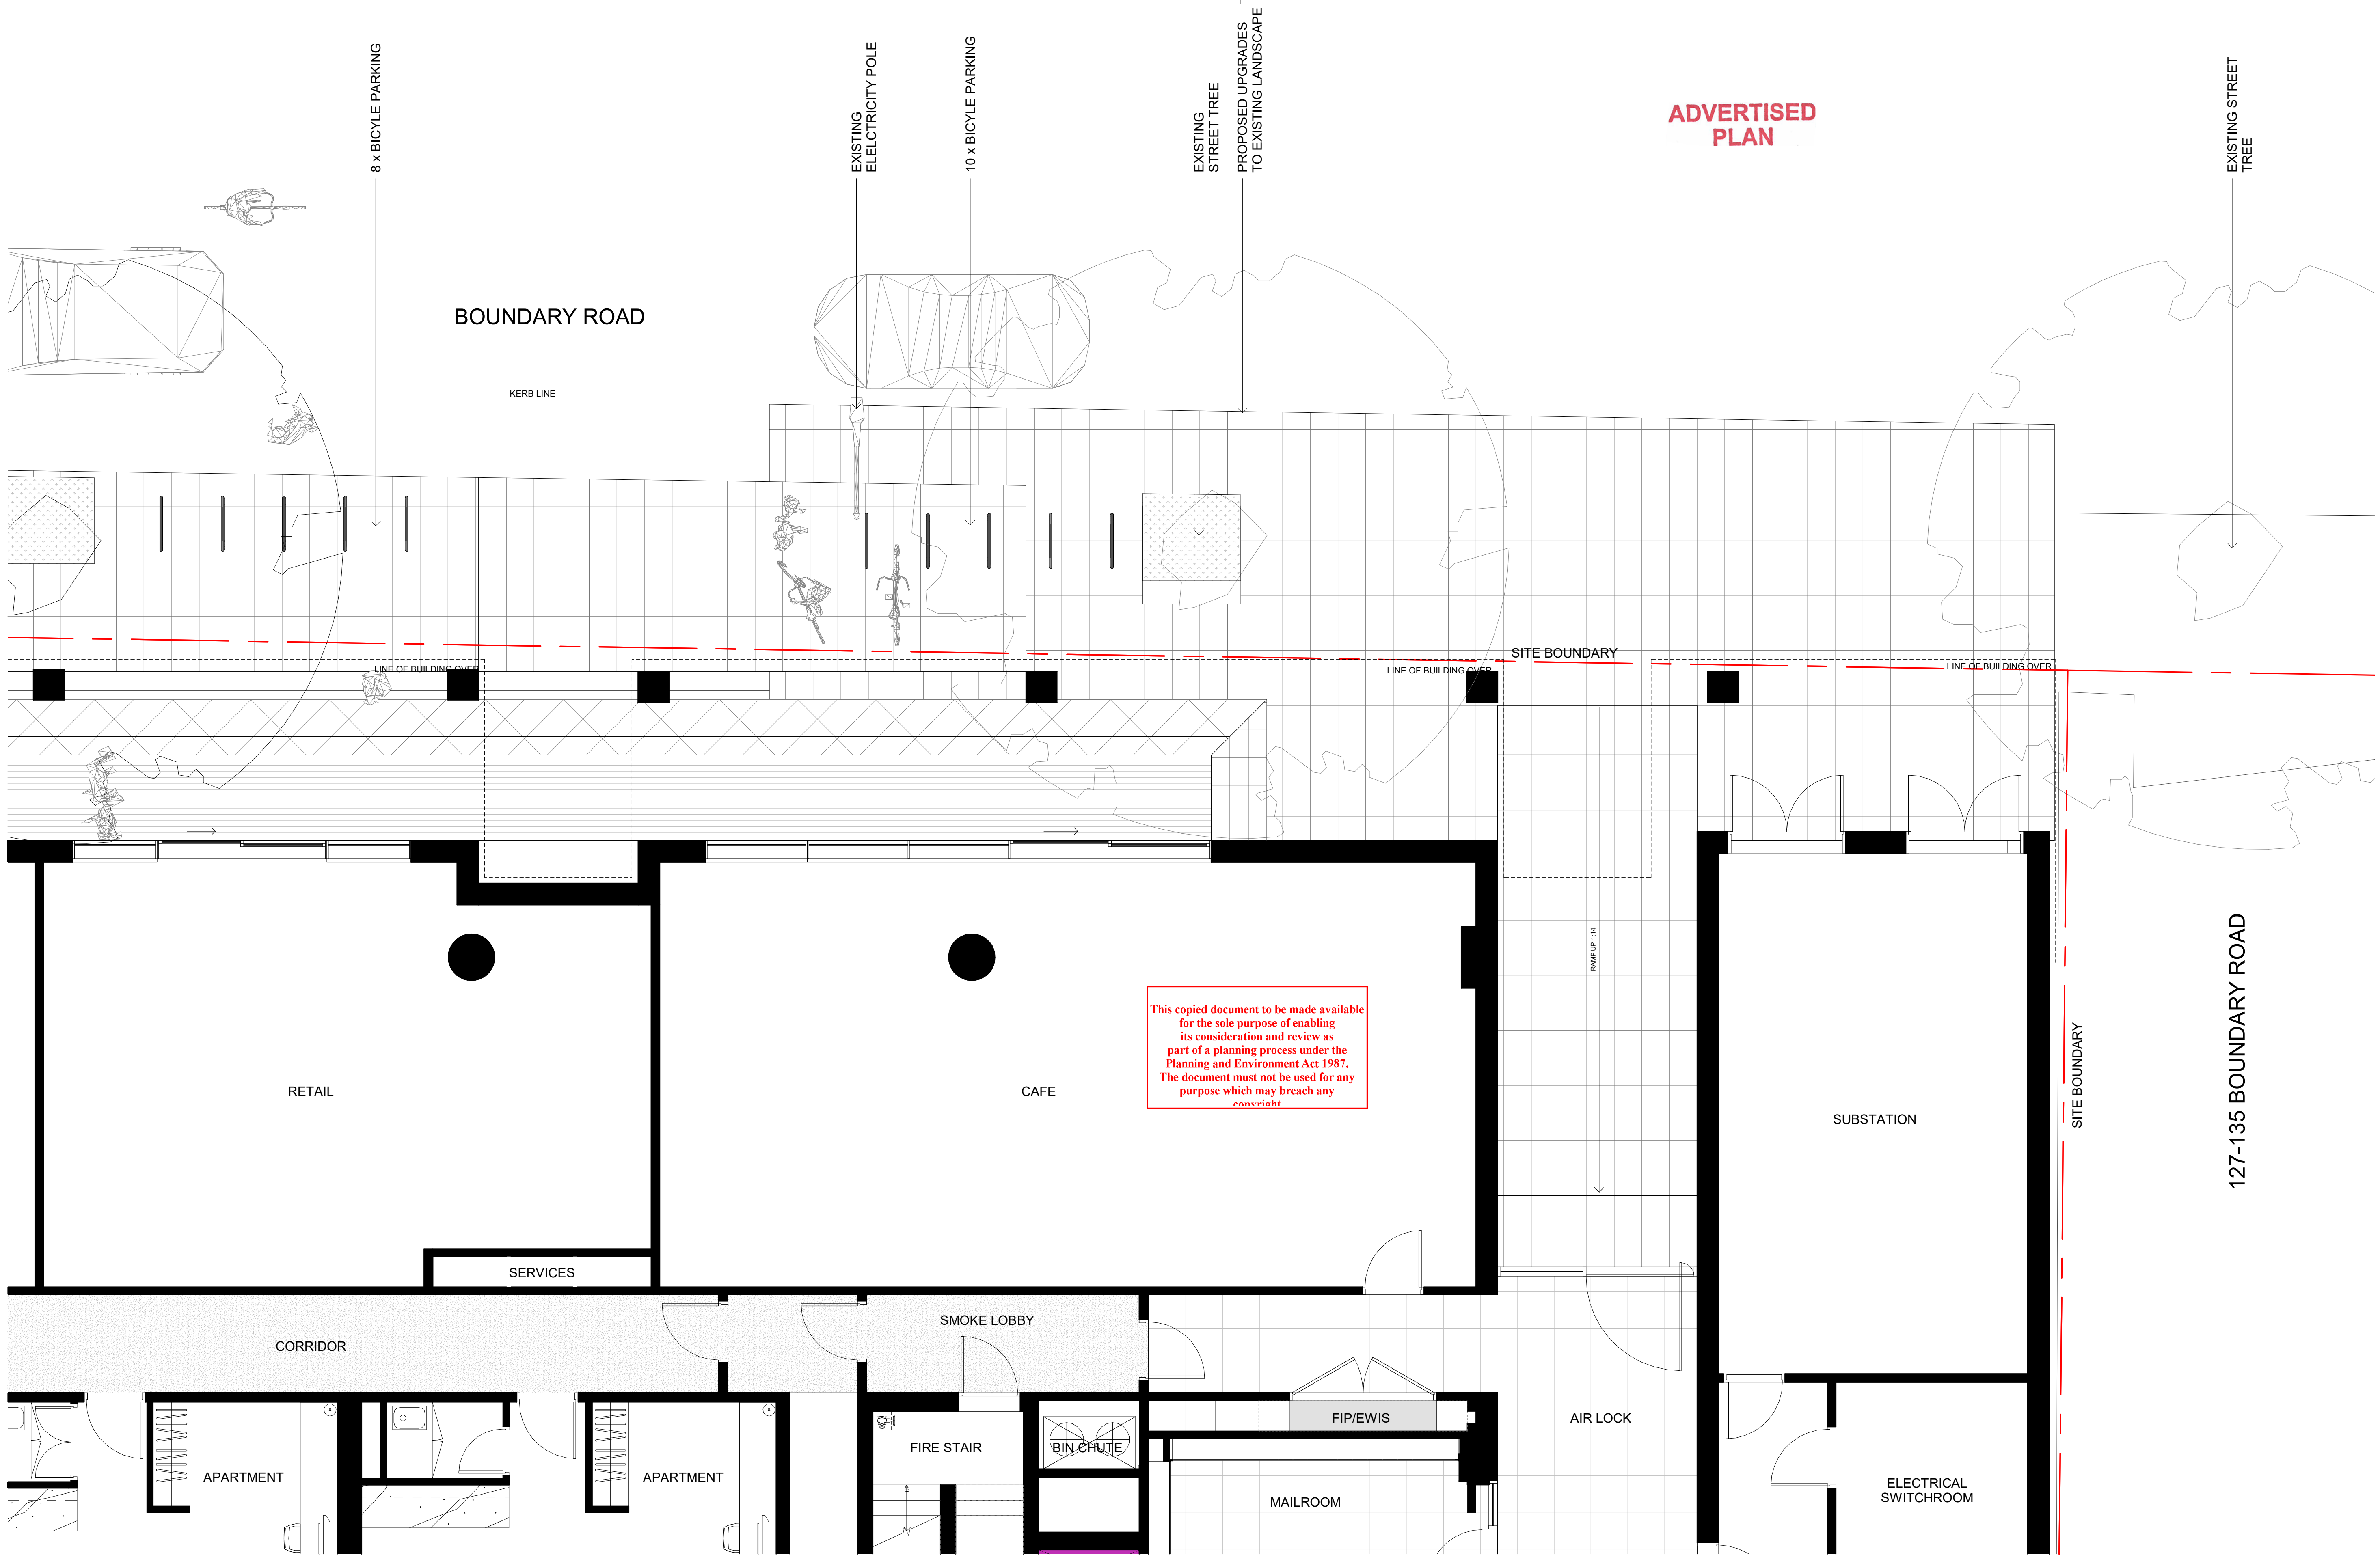 8 x BICYLE PARKING
EXISTING
ELELCTRICITY POLE
10 x BICYLE PARKING
EXISTING
STREET TREE
PROPOSED UPGRADES
TO EXISTING LANDSCAPE
ADVERTISED
PLAN
EXISTING STREET
TREE
BOUNDARY ROAD
KERB LINE
SITE BOUNDARY
LINE OF BUILDING OVER
LINE OF BUILDING OVER
LINE OF BUILDING OVER
RAMP UP 1:14
127-135 BOUNDARY ROAD
SITE BOUNDARY
This copied document to be made available
for the sole purpose of enabling
its consideration and review as
part of a planning process under the
Planning and Environment Act 1987.
The document must not be used for any
purpose which may breach any
copyright
RETAIL
CAFE
SUBSTATION
SERVICES
SMOKE LOBBY
CORRIDOR
FIP/EWIS
AIR LOCK
FIRE STAIR
BIN CHUTE
APARTMENT
APARTMENT
ELECTRICAL
SWITCHROOM
MAILROOM